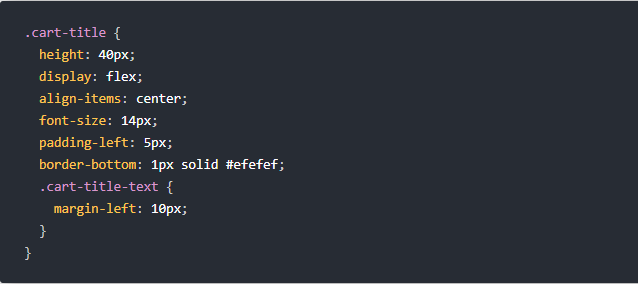 .cart-title {
  height: 40px;
  display: flex;
  align-items: center;
  font-size: 14px;
  padding-left: 5px;
  border-bottom: 1px solid #efefef;
  .cart-title-text {
    margin-left: 10px;
  }
}